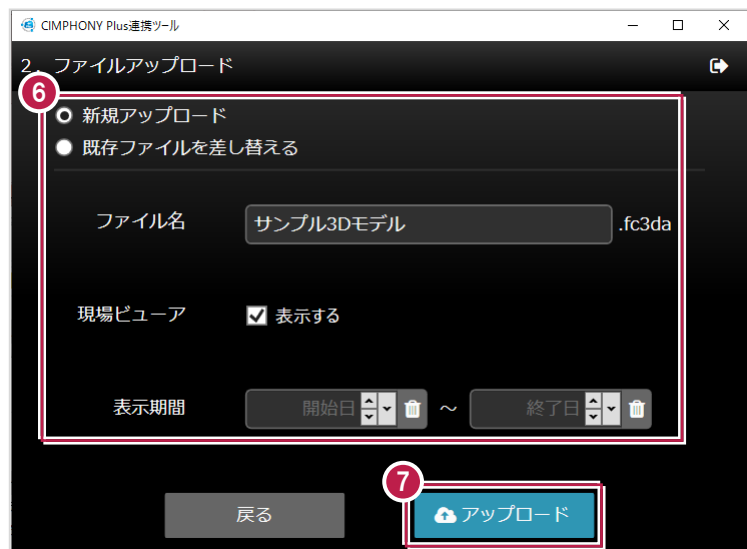 CIMPHONY Plus連携ツール
2. ファイルアップロード
6
新規アップロード
既存ファイルを差し替える
ファイル名 サンプル3Dモデル .fc3da
現場ビューア 表示する
表示期間 開始日 ～ 終了日
7
戻る アップロード